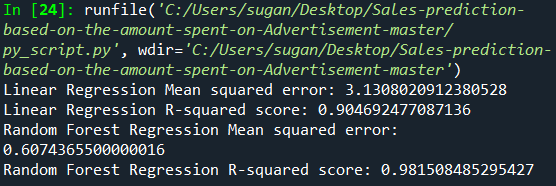 In [24]: runfile('C:/Users/sugan/Desktop/Sales-prediction-
based-on-the-amount-spent-on-Advertisement-master/
py_script.py', wdir='C:/Users/sugan/Desktop/Sales-prediction-
based-on-the-amount-spent-on-Advertisement-master')
Linear Regression Mean squared error: 3.1308020912380528
Linear Regression R-squared score: 0.904692477087136
Random Forest Regression Mean squared error:
0.6074365500000016
Random Forest Regression R-squared score: 0.981508485295427